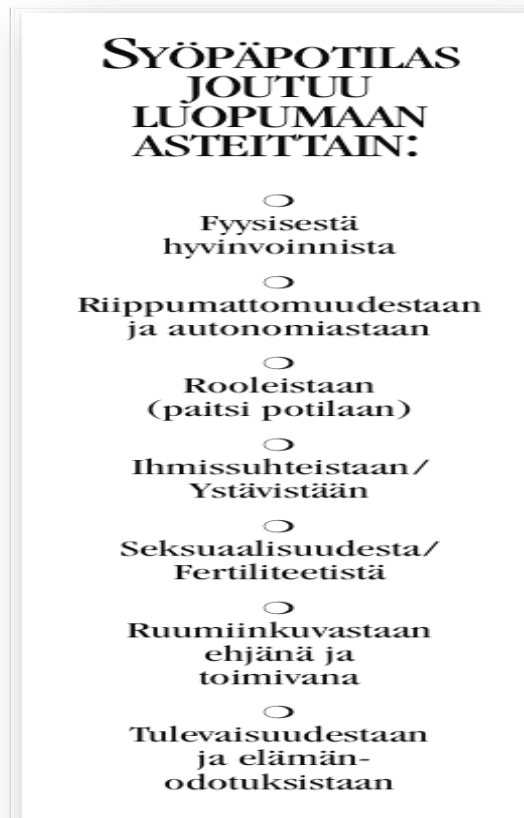 SYÖPÄPOTILAS
JOUTUU
LUOPUMAAN
ASTEITTAIN:
❍
Fyysisestä
hyvinvoinnista
❍
Riippumattomuudestaan
ja autonomiastaan
❍
Rooleistaan
(paitsi potilaan)
❍
Ihmissuhteistaan/
Ystävistään
❍
Seksuaalisuudesta/
Fertiliteetistä
❍
Ruumiinkuvastaan
ehjänä ja
toimivana
❍
Tulevaisuudestaan
ja elämän-
odotuksistaan